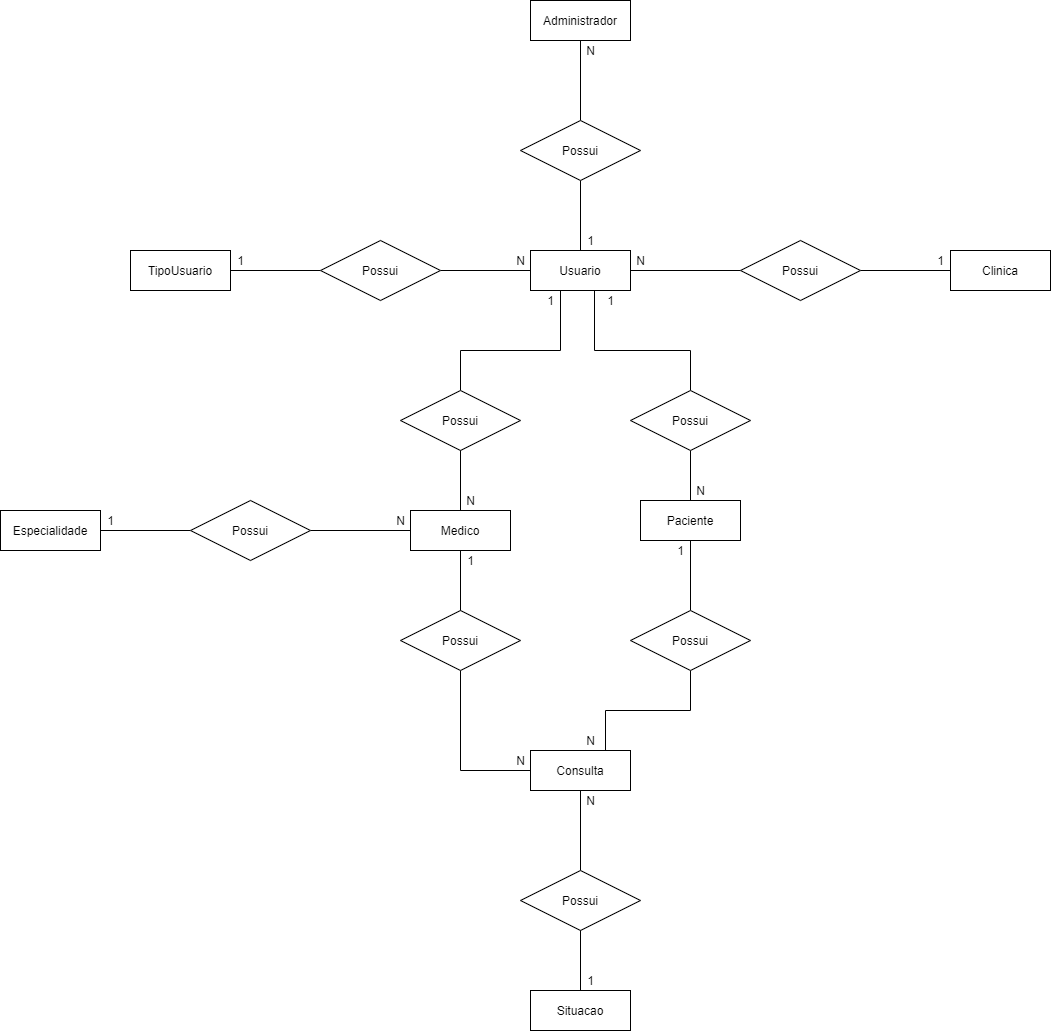 Administrador
N
Possui
1
TipoUsuario
1
Possui
N
Usuario
N
Possui
1
Clinica
1
1
Possui
Possui
N
N
Especialidade
1
Possui
N
Medico
Paciente
1
1
Possui
Possui
N
N
Consulta
N
Possui
1
Situacao